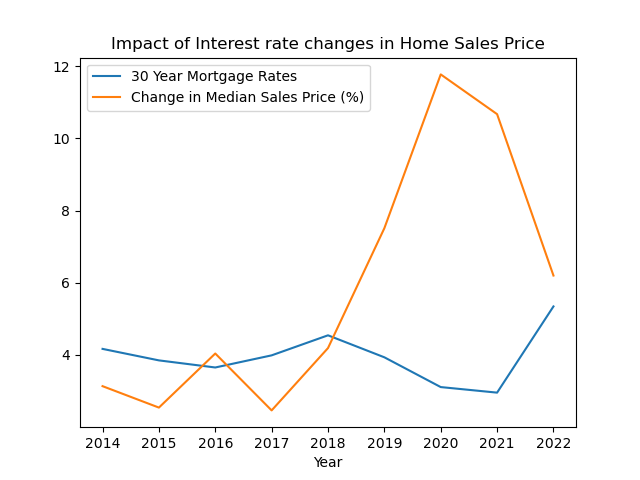 Impact of Interest rate changes in Home Sales Price
30 Year Mortgage Rates
Change in Median Sales Price (%)
12
10
8
6
4
2014 2015 2016 2017 2018 2019 2020 2021 2022
Year